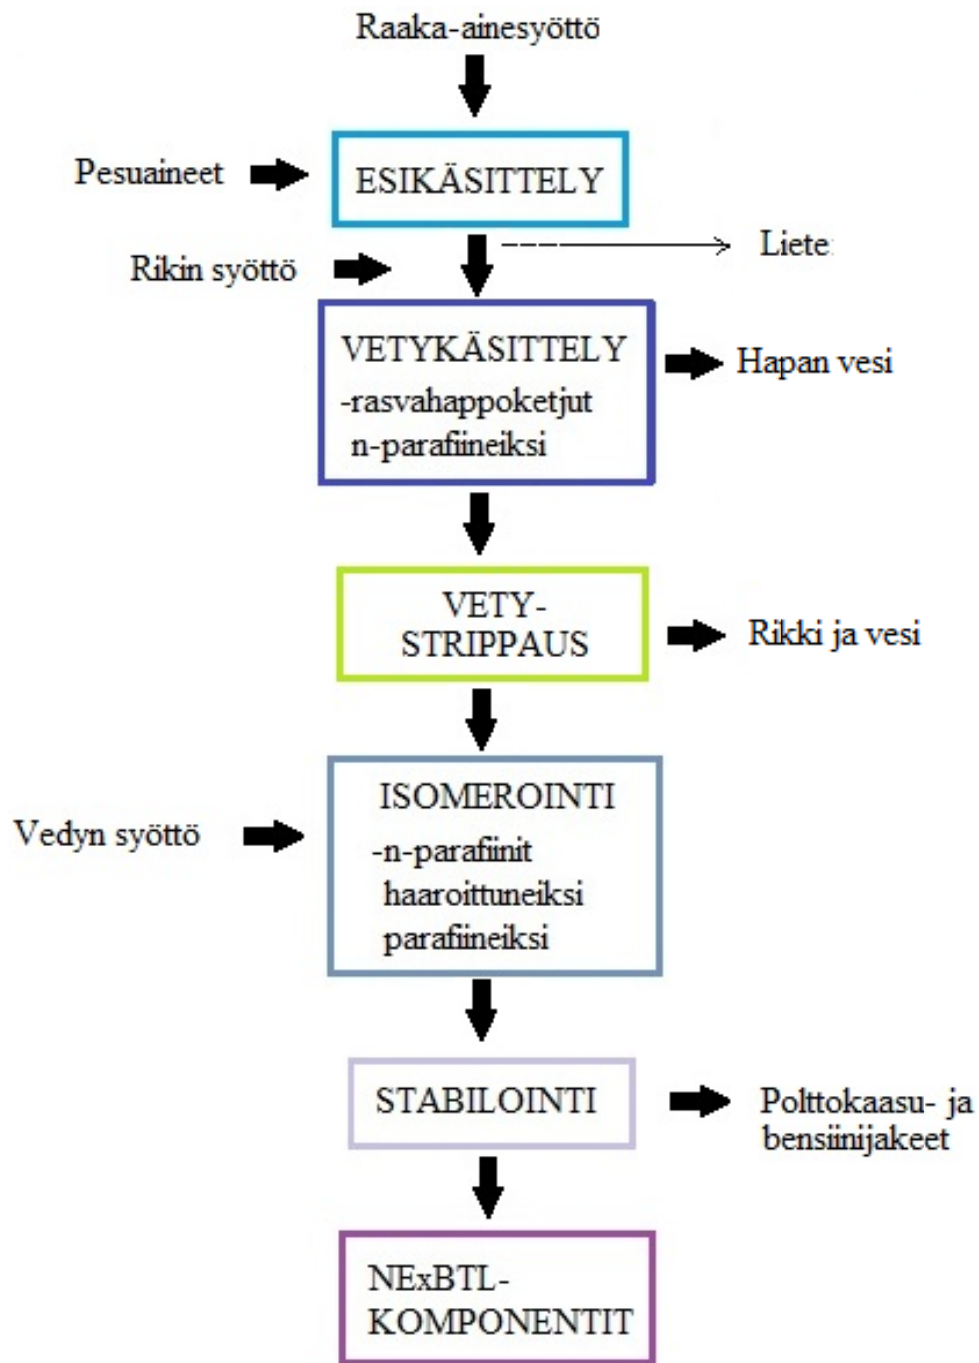 Raaka-ainesyöttö
Pesuaineet
ESIKÄSITTELY
Liete
Rikin syöttö
VETYKÄSITTELY
-rasvahappoketjut
n-parafiineiksi
Hapan vesi
VETY-
STRIPPAUS
Rikki ja vesi
ISOMEROINTI
-n-parafiinit
haaroittuneiksi
parafiineiksi
Vedyn syöttö
STABILOINTI
Polttokaasu- ja
bensiinijakeet
NExBTL-
KOMPONENTIT